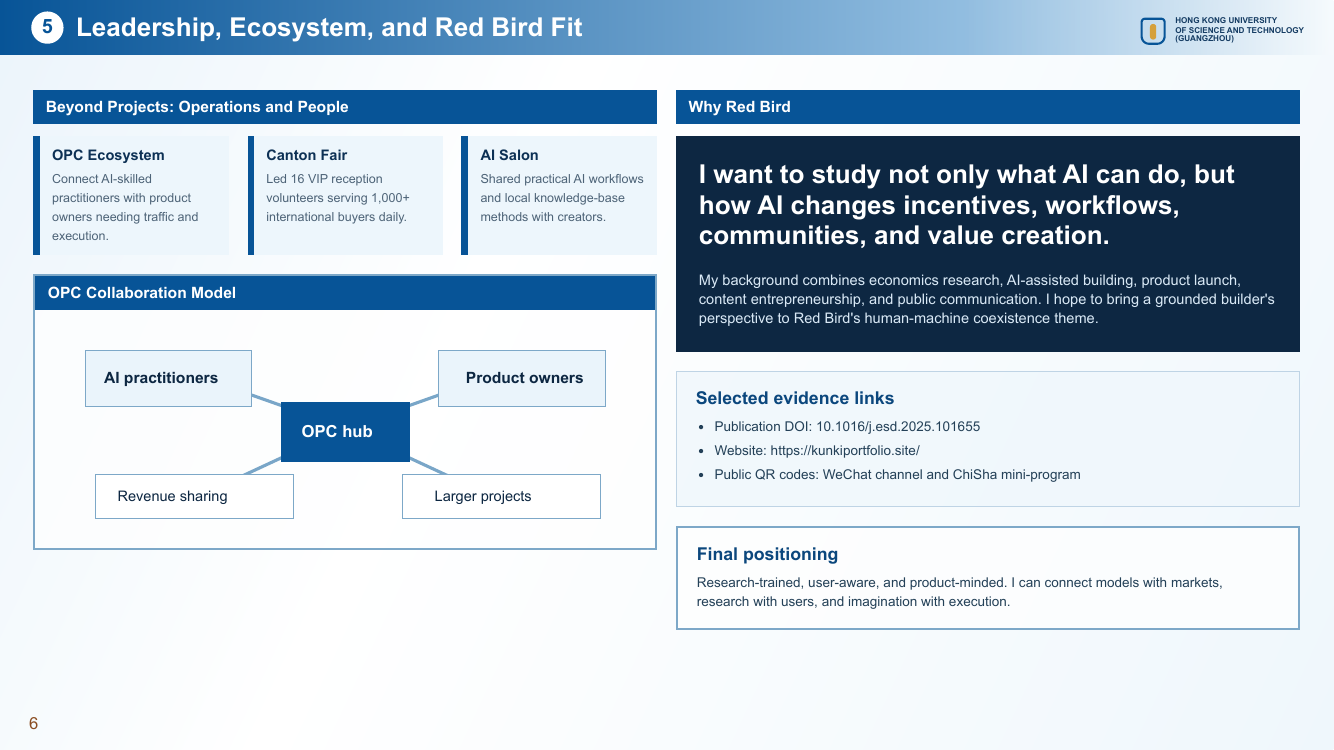 5
Leadership, Ecosystem, and Red Bird Fit
HONG KONG UNIVERSITY
OF SCIENCE AND TECHNOLOGY
(GUANGZHOU)
Beyond Projects: Operations and People
OPC Ecosystem
Connect AI-skilled
practitioners with product
owners needing traffic and
execution.
Canton Fair
Led 16 VIP reception
volunteers serving 1,000+
international buyers daily.
AI Salon
Shared practical AI workflows
and local knowledge-base
methods with creators.
OPC Collaboration Model
AI practitioners
Product owners
OPC hub
Revenue sharing
Larger projects
Why Red Bird
I want to study not only what AI can do, but
how AI changes incentives, workflows,
communities, and value creation.
My background combines economics research, AI-assisted building, product launch,
content entrepreneurship, and public communication. I hope to bring a grounded builder's
perspective to Red Bird's human-machine coexistence theme.
Selected evidence links
• Publication DOI: 10.1016/j.esd.2025.101655
• Website: https://kunkiportfolio.site/
• Public QR codes: WeChat channel and ChiSha mini-program
Final positioning
Research-trained, user-aware, and product-minded. I can connect models with markets,
research with users, and imagination with execution.
6